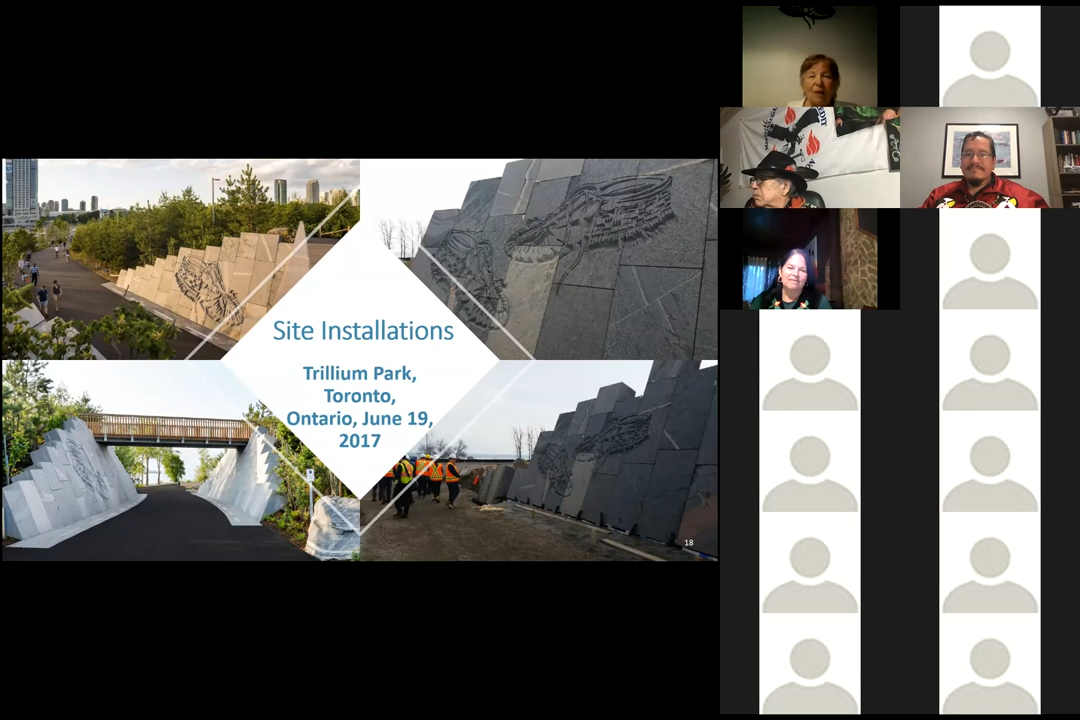 Site Installations
Trillium Park,
Toronto,
Ontario, June 19,
2017
18